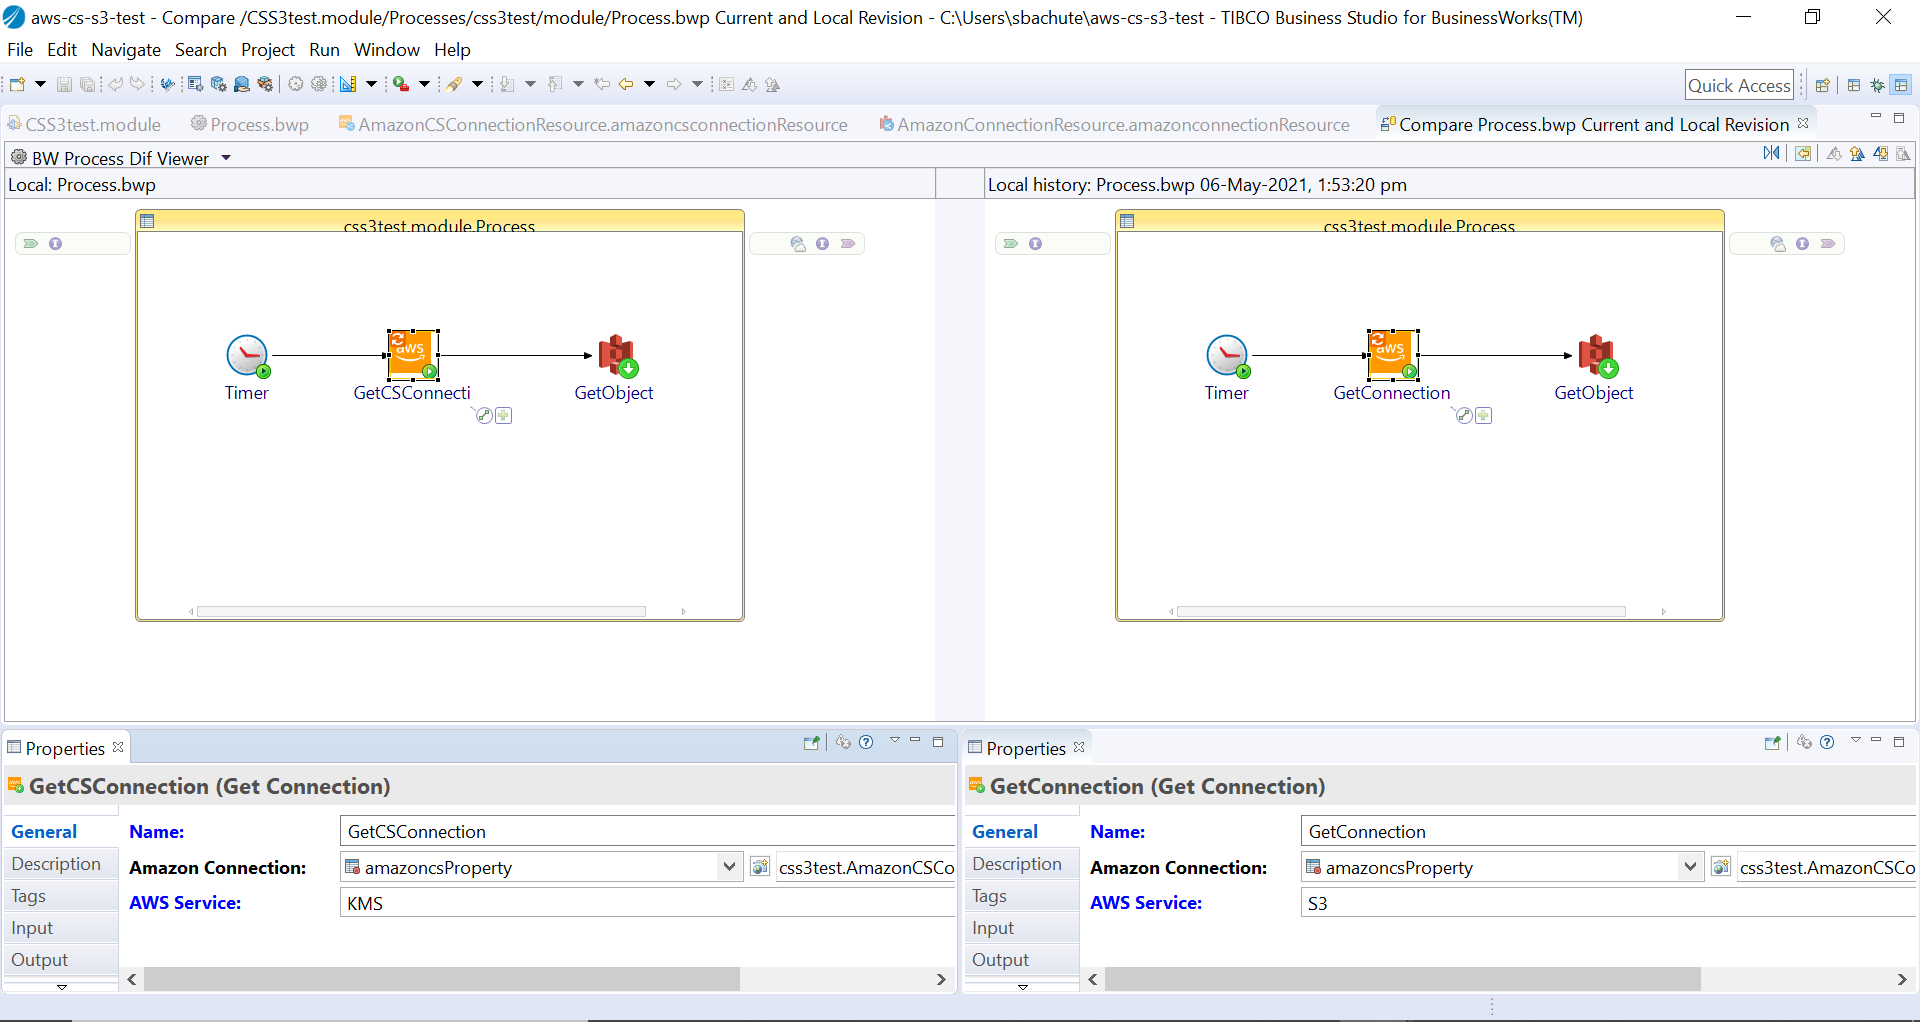 aws-cs-s3-test - Compare /CSS3test.module/Processes/css3test/module/Process.bwp Current and Local Revision - C:\Users\sbachute\aws-cs-s3-test - TIBCO Business Studio for BusinessWorks(TM)
File Edit Navigate Search Project Run Window Help
Quick Access
CSS3test.module Process.bwp AmazonCSConnectionResource.amazoncsconnectionResource AmazonConnectionResource.amazonconnectionResource Compare Process.bwp Current and Local Revision
BW Process Dif Viewer
Local: Process.bwp Local history: Process.bwp 06-May-2021, 1:53:20 pm
css3test.module.Process css3test.module.Process
aws aws
Timer GetCSConnecti GetObject Timer GetConnection GetObject
Properties Properties
GetCSConnection (Get Connection) GetConnection (Get Connection)
General Name: GetCSConnection General Name: GetConnection
Description Amazon Connection: amazoncsProperty css3test.AmazonCSCo Description Amazon Connection: amazoncsProperty css3test.AmazonCSCo
Tags AWS Service: KMS Tags AWS Service: S3
Input Input
Output Output